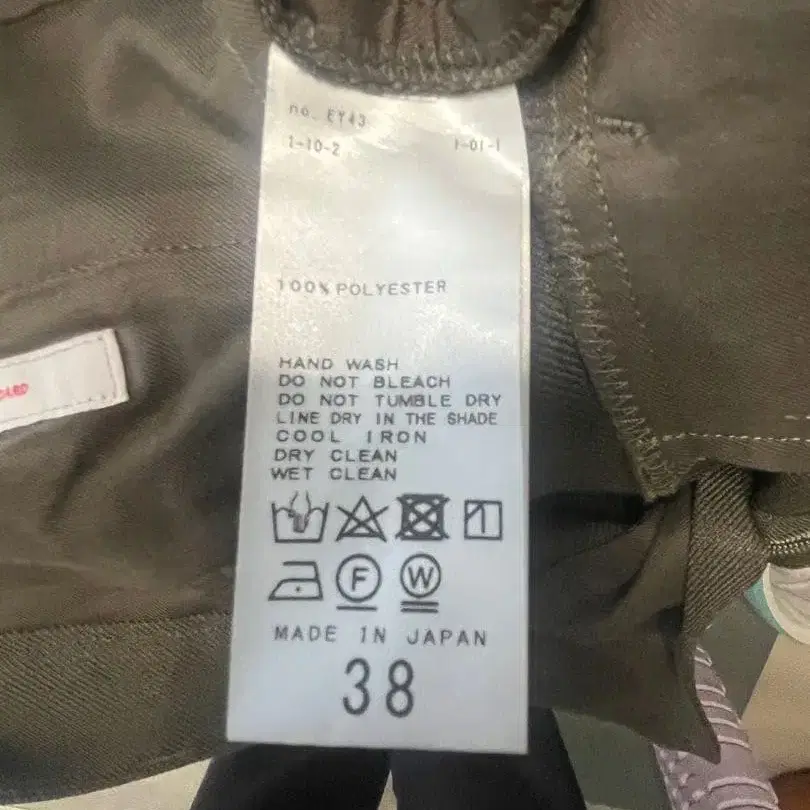 no. EY43
1-10-2 1-01-1
100% POLYESTER
HAND WASH
DO NOT BLEACH
DO NOT TUMBLE DRY
LINE DRY IN THE SHADE
COOL IRON
DRY CLEAN
WET CLEAN
F W
MADE IN JAPAN
38